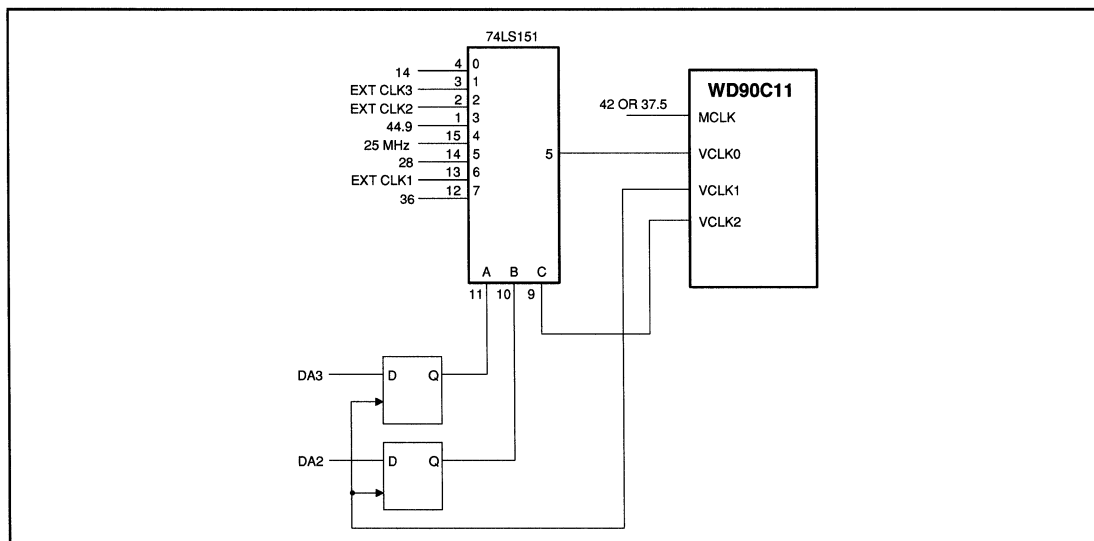 74LS151
14 4 0
EXT CLK3 3 1
EXT CLK2 2 2
44.9 1 3
25 MHz 15 4
28 14 5
EXT CLK1 13 6
36 12 7
5
A B C
11 10 9
WD90C11
42 OR 37.5
MCLK
VCLK0
VCLK1
VCLK2
DA3 D Q
DA2 D Q